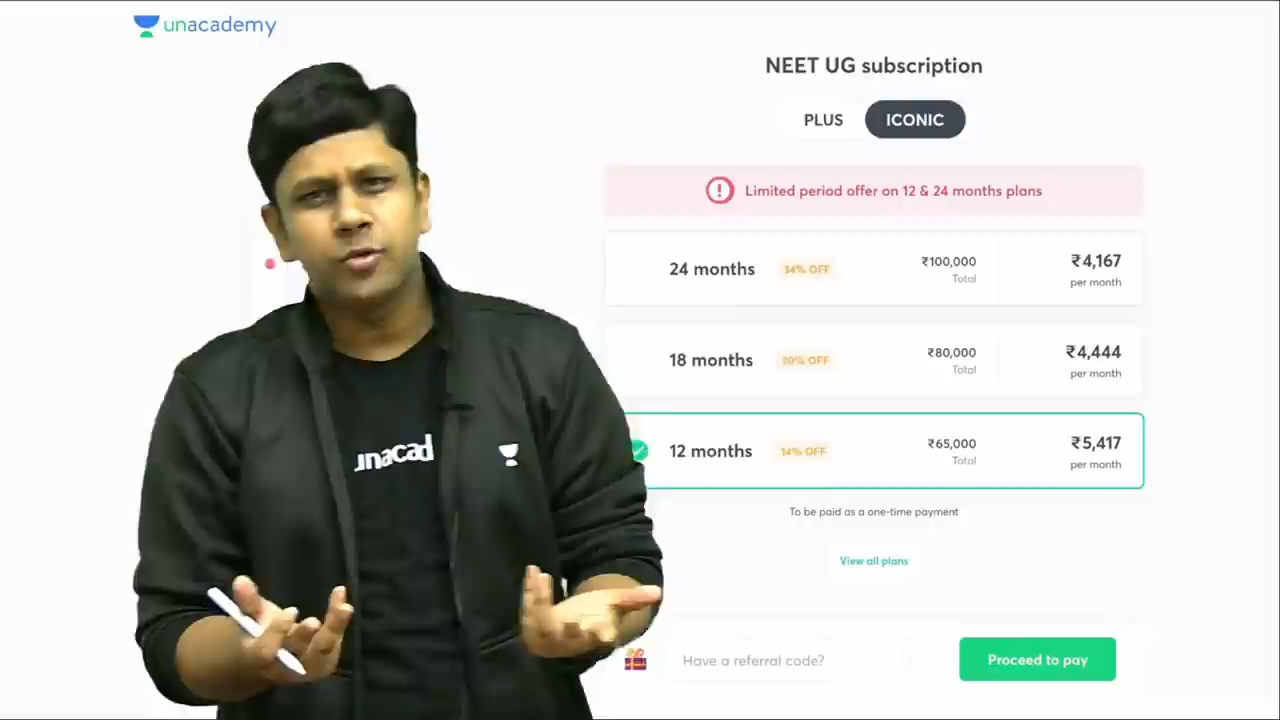 unacademy
NEET UG subscription
PLUS ICONIC
Limited period offer on 12 & 24 months plans
24 months 34% OFF ₹100,000 ₹4,167
Total per month
18 months ₹80,000 ₹4,444
OFF
Total per month
12 months 14% OFF ₹65,000 ₹5,417
Total per month
To be paid as a one-time payment
View all plans
Have a referral code? Proceed to pay
unacad